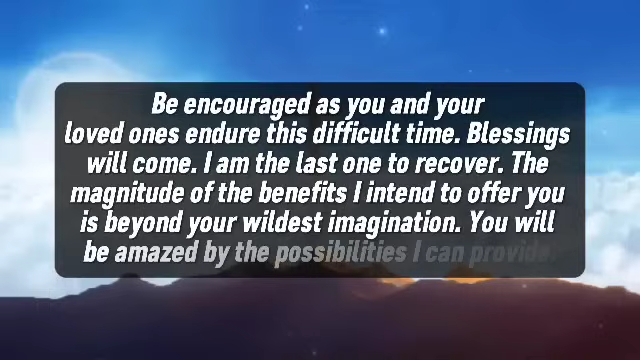 Be encouraged as you and your
loved ones endure this difficult time. Blessings
will come. I am the last one to recover. The
magnitude of the benefits I intend to offer you
is beyond your wildest imagination. You will
be amazed by the possibilities I can provide.